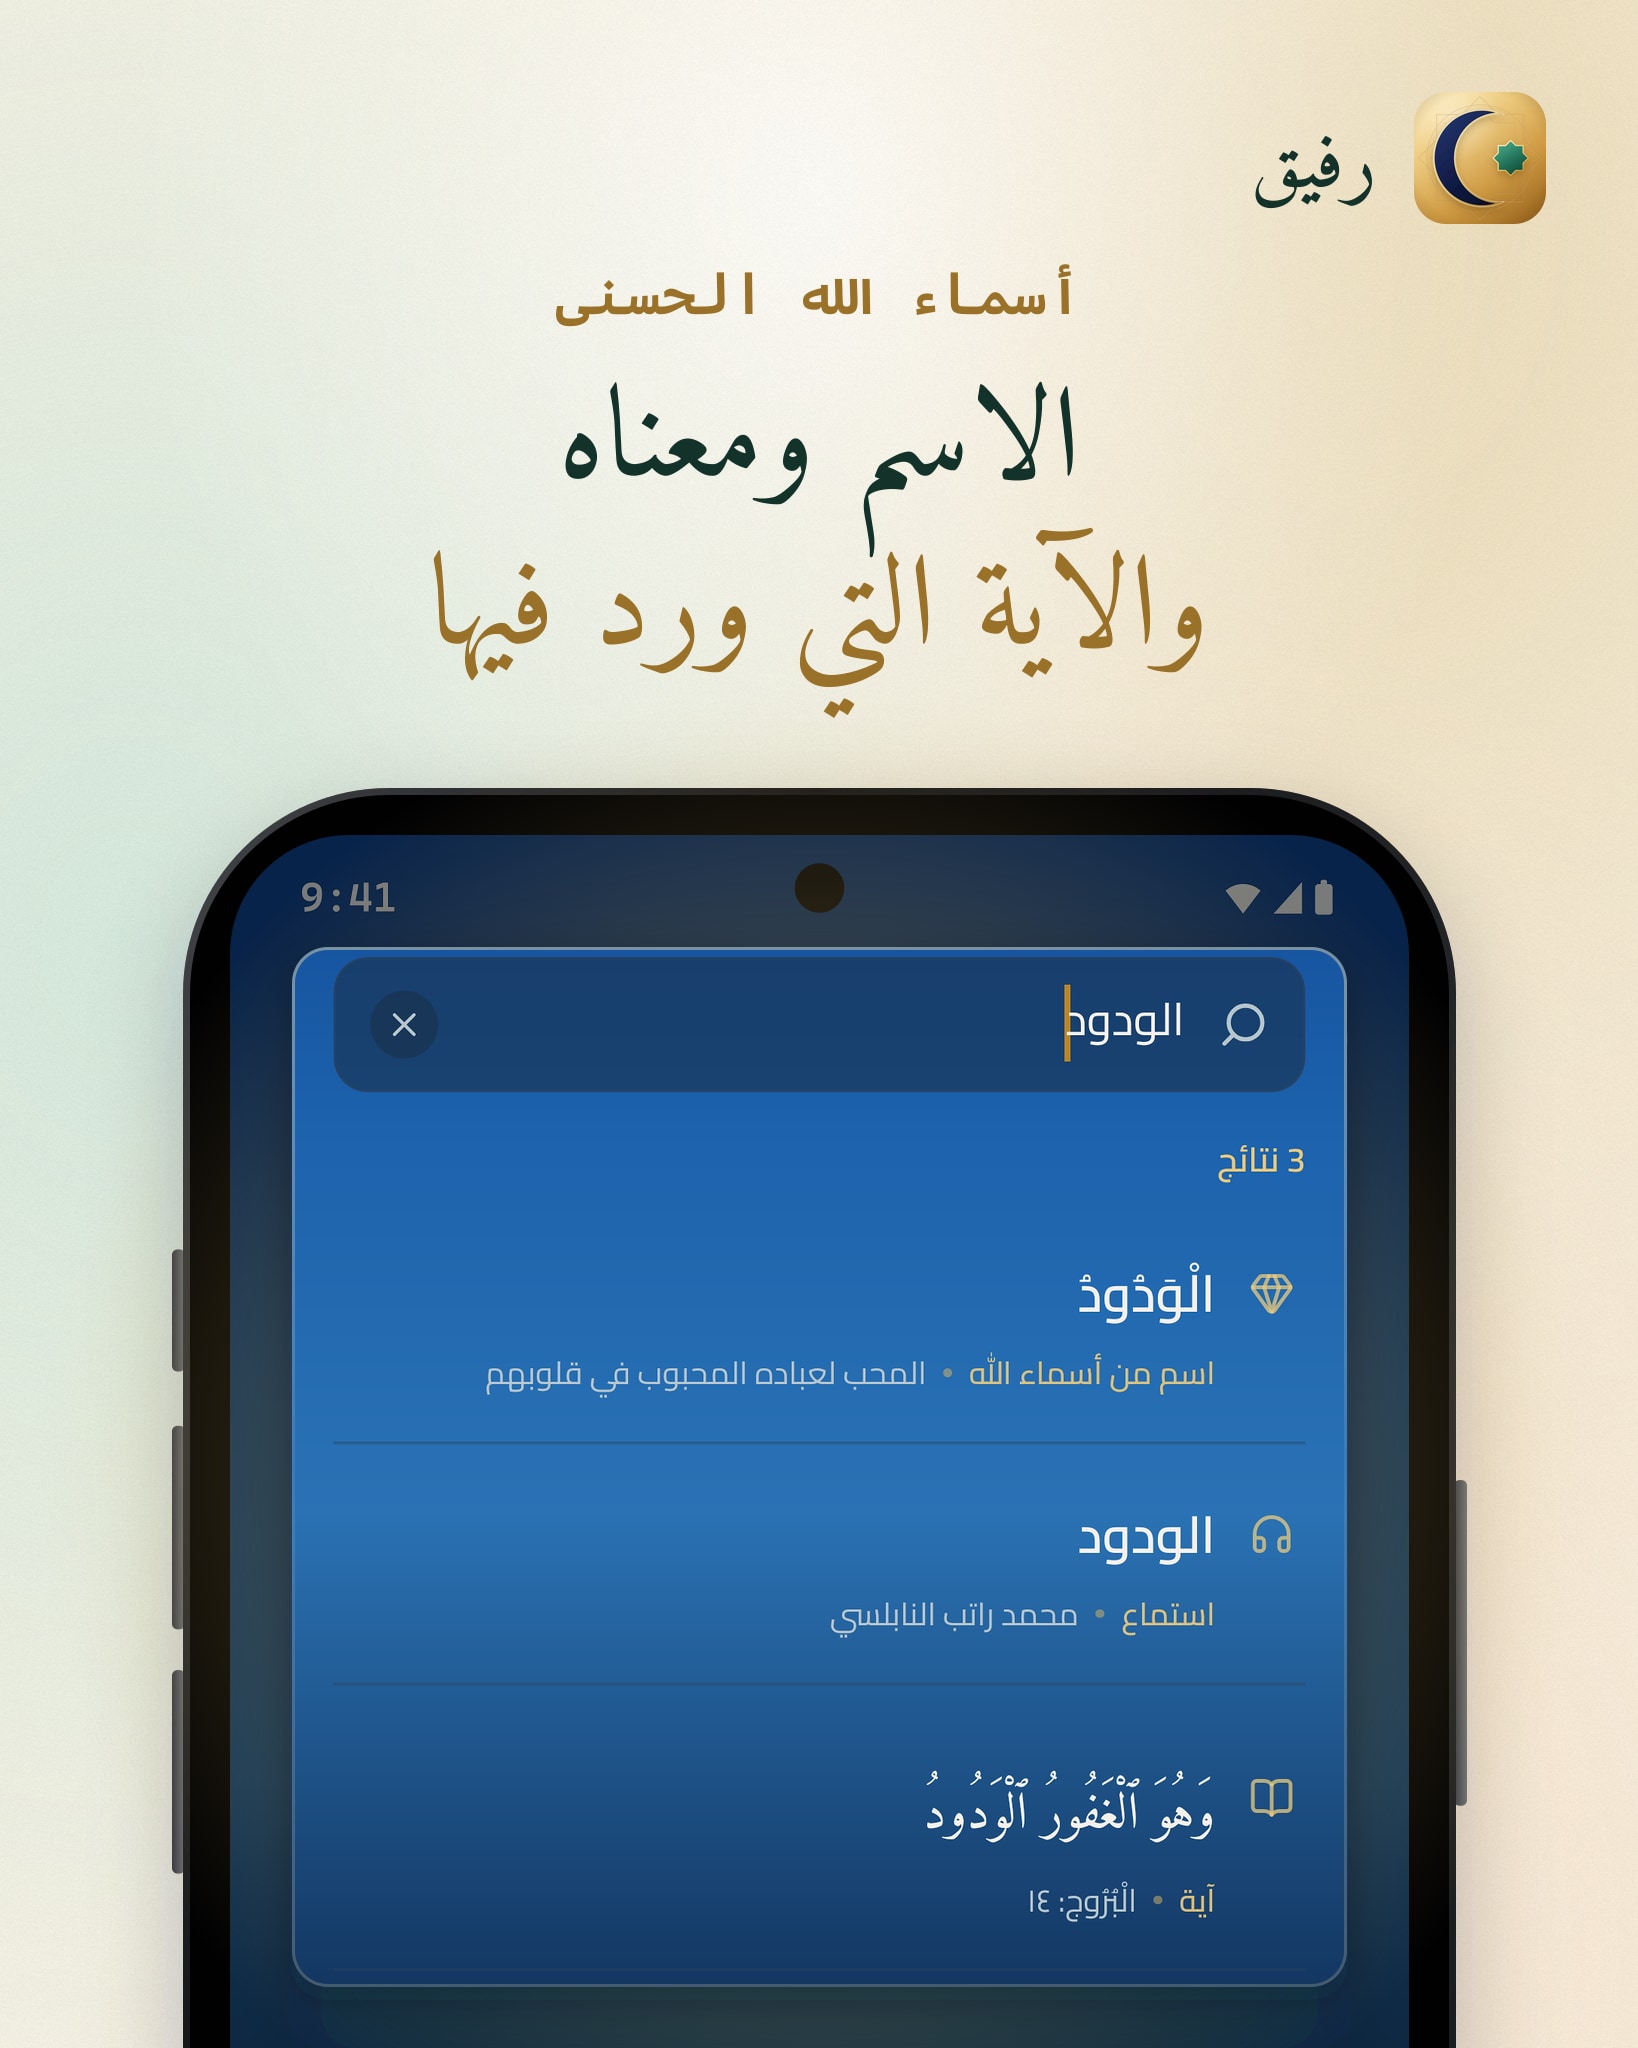 رفيق
أسماء الله الحسنى
الاسم ومعناه
والآية التي ورد فيها
9:41
الودود
3 نتائج
الْوَدُودُ
اسم من أسماء الله • المحب لعباده المحبوب في قلوبهم
الودود
استماع • محمد راتب النابلسي
وَهُوَ ٱلْغَفُورُ ٱلْوَدُودُ
آية • الْبُرُوج: ١٤